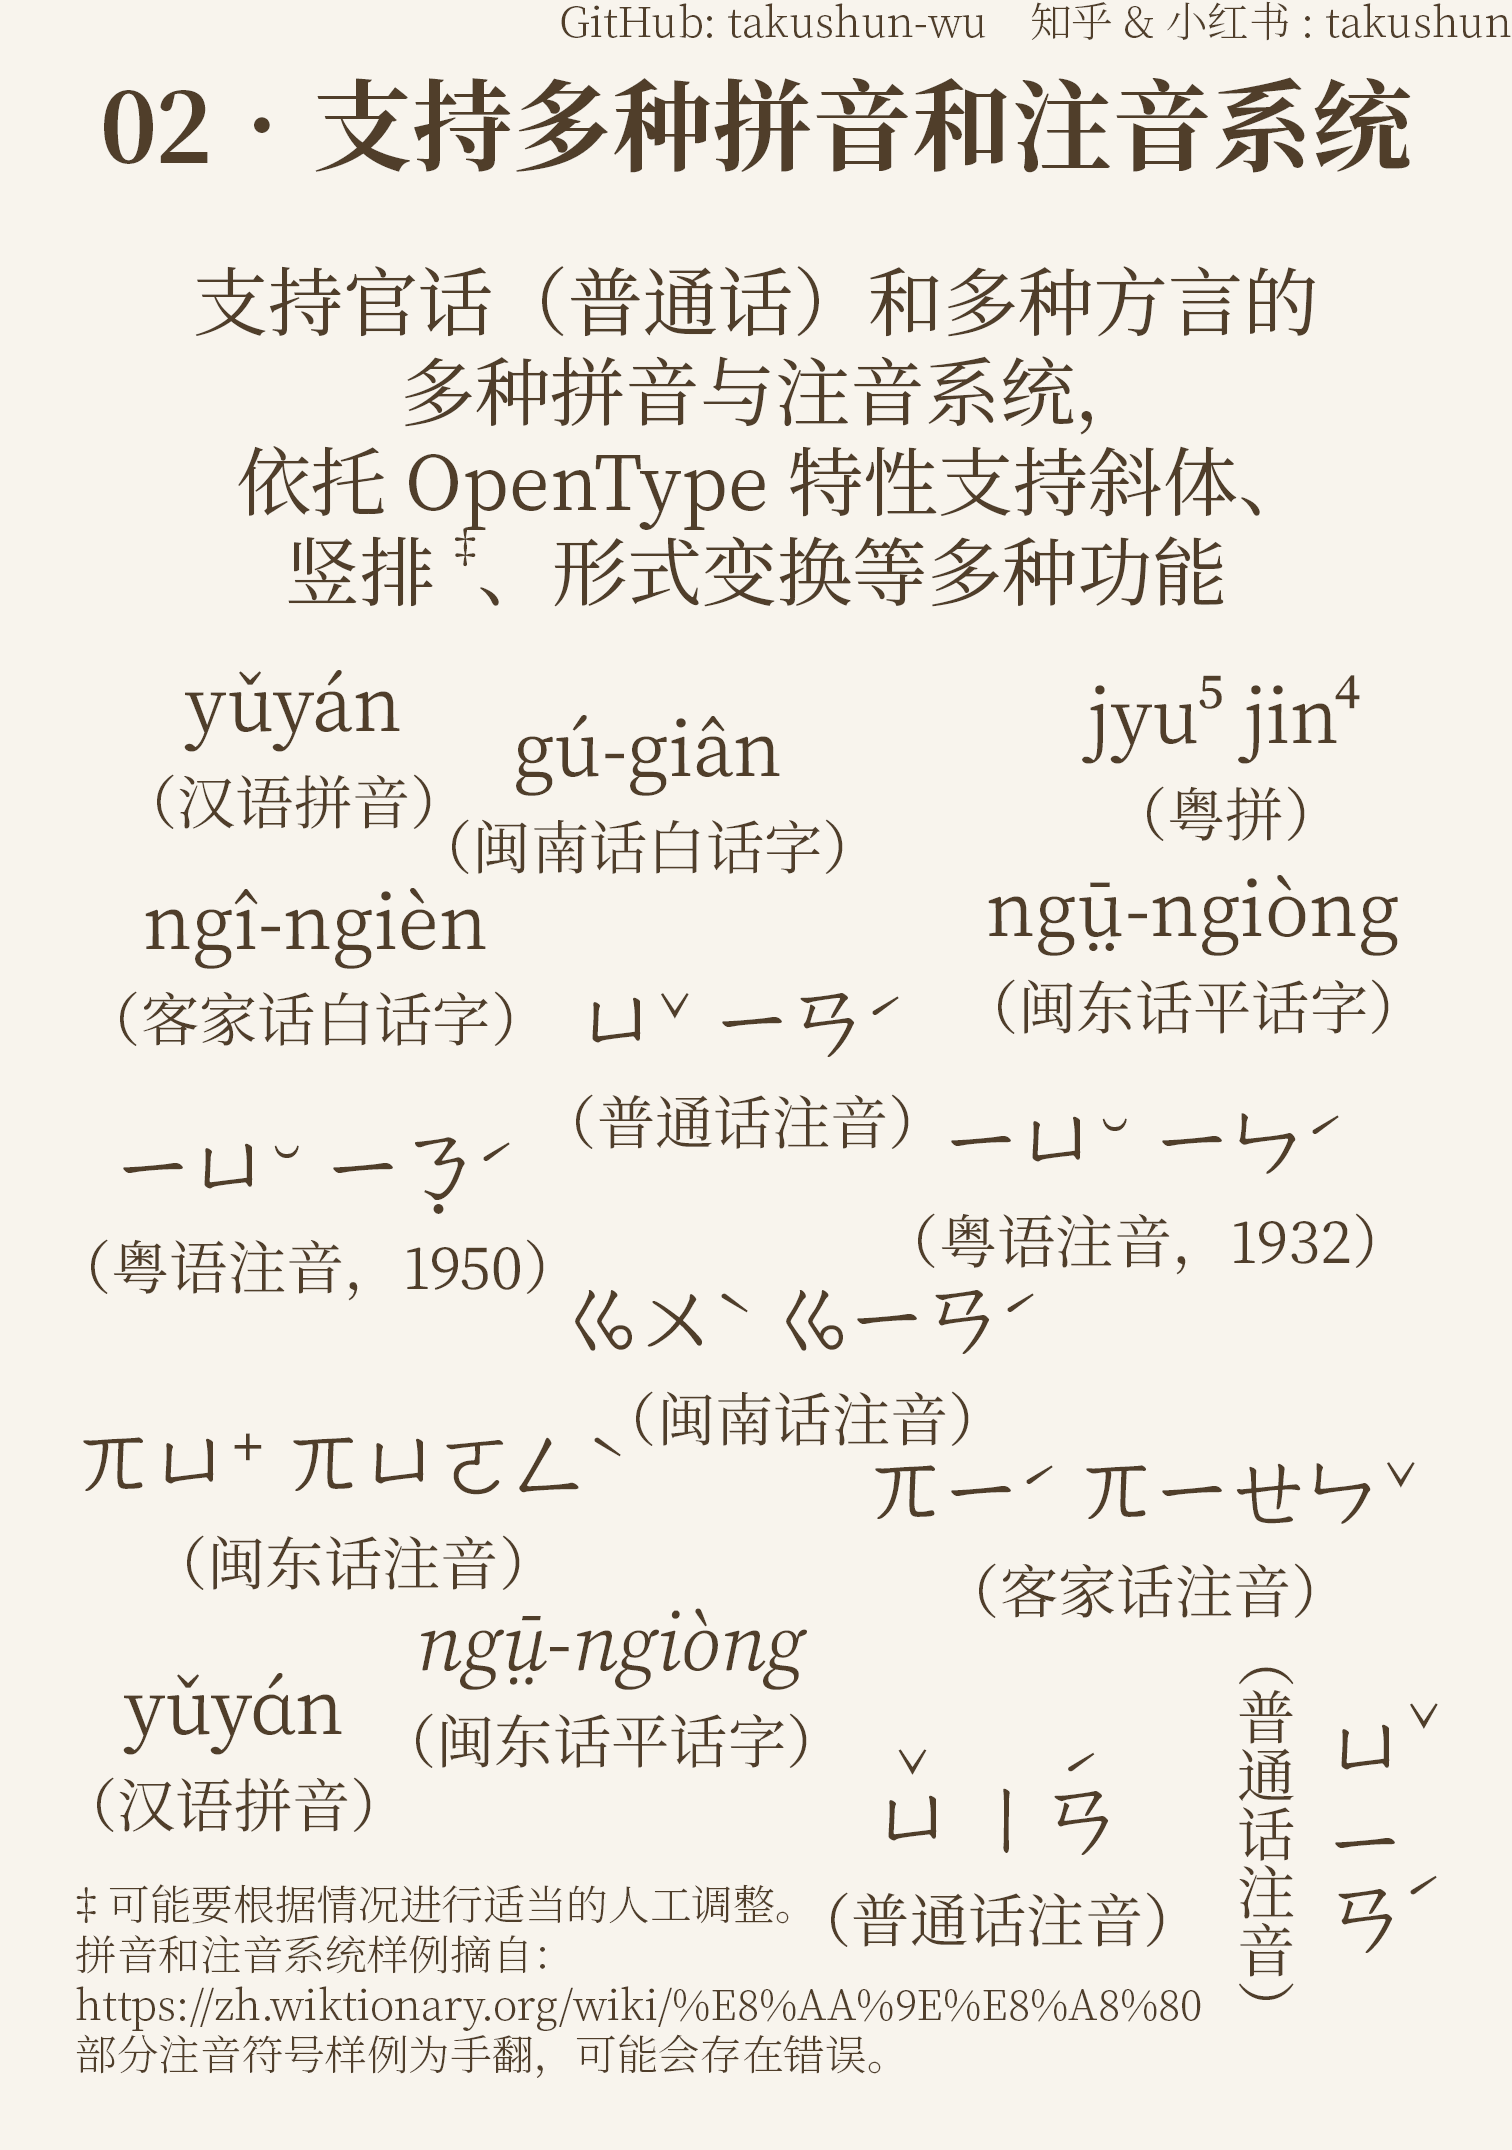 GitHub: takushun-wu 知乎 & 小红书 : takushun
02 · 支持多种拼音和注音系统
支持官话（普通话）和多种方言的
多种拼音与注音系统，
依托 OpenType 特性支持斜体、
竖排 ‡、形式变换等多种功能
yǔyán
（汉语拼音）
gú-giân
（闽南话白话字）
jyu⁵ jin⁴
（粤拼）
ngî-ngièn
（客家话白话字）
ngṳ̄-ngiòng
（闽东话平话字）
ㄩˇ ㄧㄢˊ
（普通话注音）
ㄧㄩ˘ ㄧㄋ̣ˊ
（粤语注音，1950）
ㄧㄩ˘ ㄧㄣˊ
（粤语注音，1932）
ㆣㄨˋ ㆣㄧㄢˊ
（闽南话注音）
ㄫㄩ⁺ ㄫㄩㄛㄥˋ
（闽东话注音）
ㄫㄧˊ ㄫㄧㄝㄣˇ
（客家话注音）
yǔyán
（汉语拼音）
ngṳ̄-ngiòng
（闽东话平话字）
ㄩˇ ㄧㄢˊ
（普通话注音）
ㄩˇ ㄧㄢˊ
（普通话注音）
‡ 可能要根据情况进行适当的人工调整。
拼音和注音系统样例摘自：
https://zh.wiktionary.org/wiki/%E8%AA%9E%E8%A8%80
部分注音符号样例为手翻，可能会存在错误。